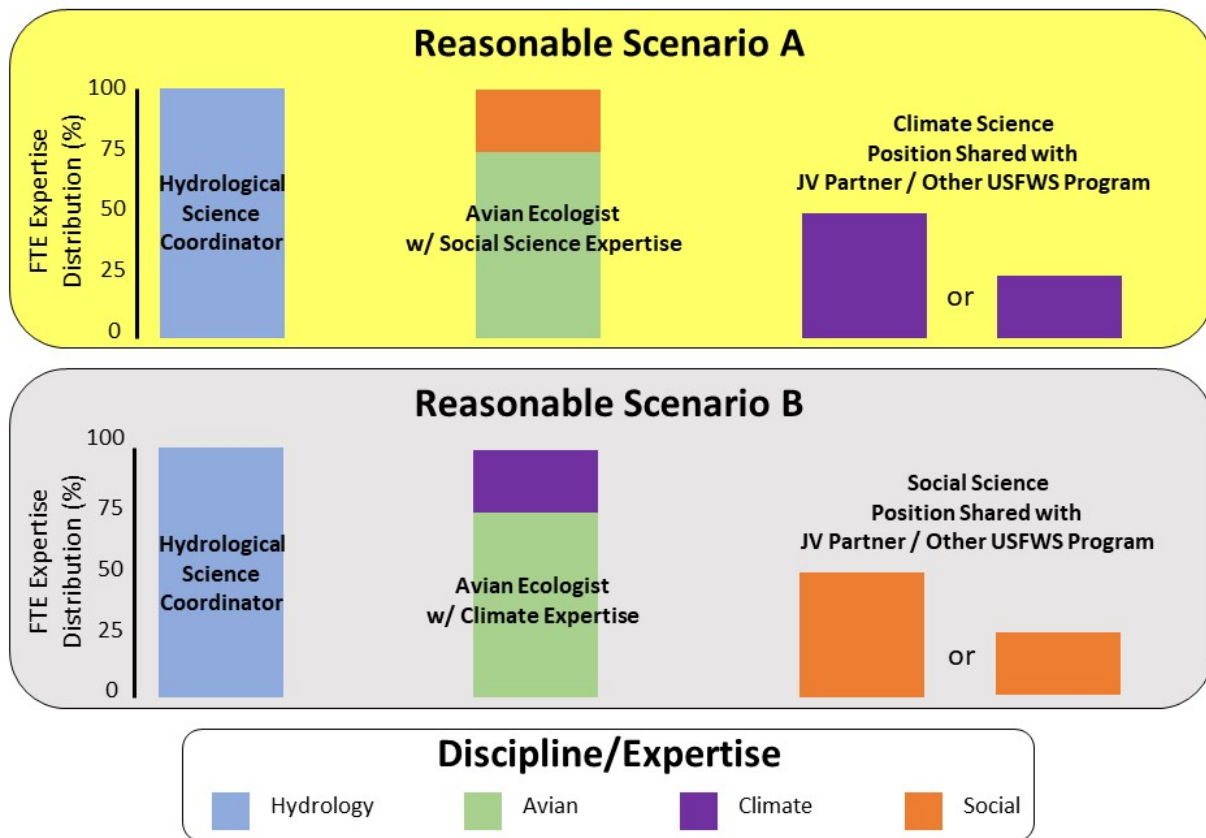 Reasonable Scenario A
FTE Expertise
Distribution (%)
100
75
50
25
0
Hydrological
Science
Coordinator
Avian Ecologist
w/ Social Science Expertise
Climate Science
Position Shared with
JV Partner / Other USFWS Program
or
Reasonable Scenario B
FTE Expertise
Distribution (%)
100
75
50
25
0
Hydrological
Science
Coordinator
Avian Ecologist
w/ Climate Expertise
Social Science
Position Shared with
JV Partner / Other USFWS Program
or
Discipline/Expertise
Hydrology
Avian
Climate
Social